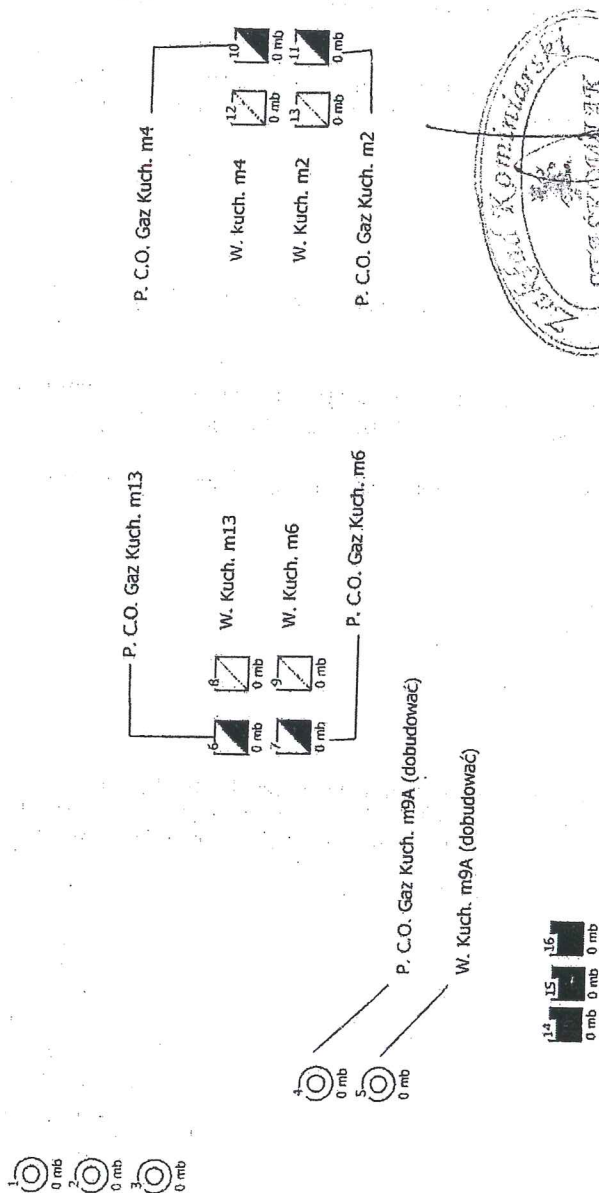 1
0 mb
2
0 mb
3
0 mb
4
0 mb
P. C.O. Gaz Kuch. m9A (dobudować)
5
0 mb
W. Kuch. m9A (dobudować)
P. C.O. Gaz Kuch. m13
6
0 mb
8
0 mb
W. Kuch. m13
7
0 mb
9
0 mb
W. Kuch. m6
P. C.O. Gaz Kuch. m6
P. C.O. Gaz Kuch. m4
W. kuch. m4
12
0 mb
10
0 mb
W. Kuch. m2
13
0 mb
11
0 mb
P. C.O. Gaz Kuch. m2
14
0 mb
15
0 mb
16
0 mb
Zakład Kominiarski